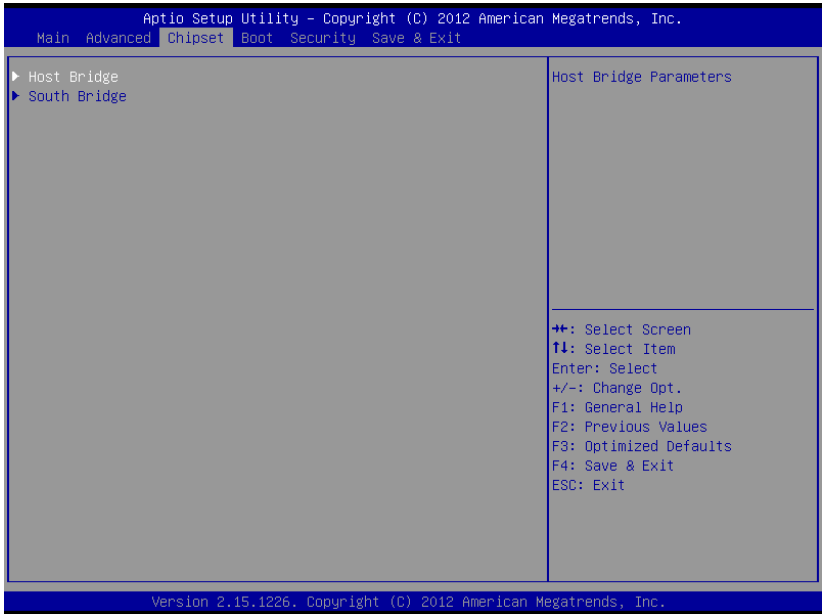 Aptio Setup Utility – Copyright (C) 2012 American Megatrends, Inc.
Main Advanced Chipset Boot Security Save & Exit
▶ Host Bridge
▶ South Bridge
Host Bridge Parameters
→←: Select Screen
↑↓: Select Item
Enter: Select
+/-: Change Opt.
F1: General Help
F2: Previous Values
F3: Optimized Defaults
F4: Save & Exit
ESC: Exit
Version 2.15.1226. Copyright (C) 2012 American Megatrends, Inc.